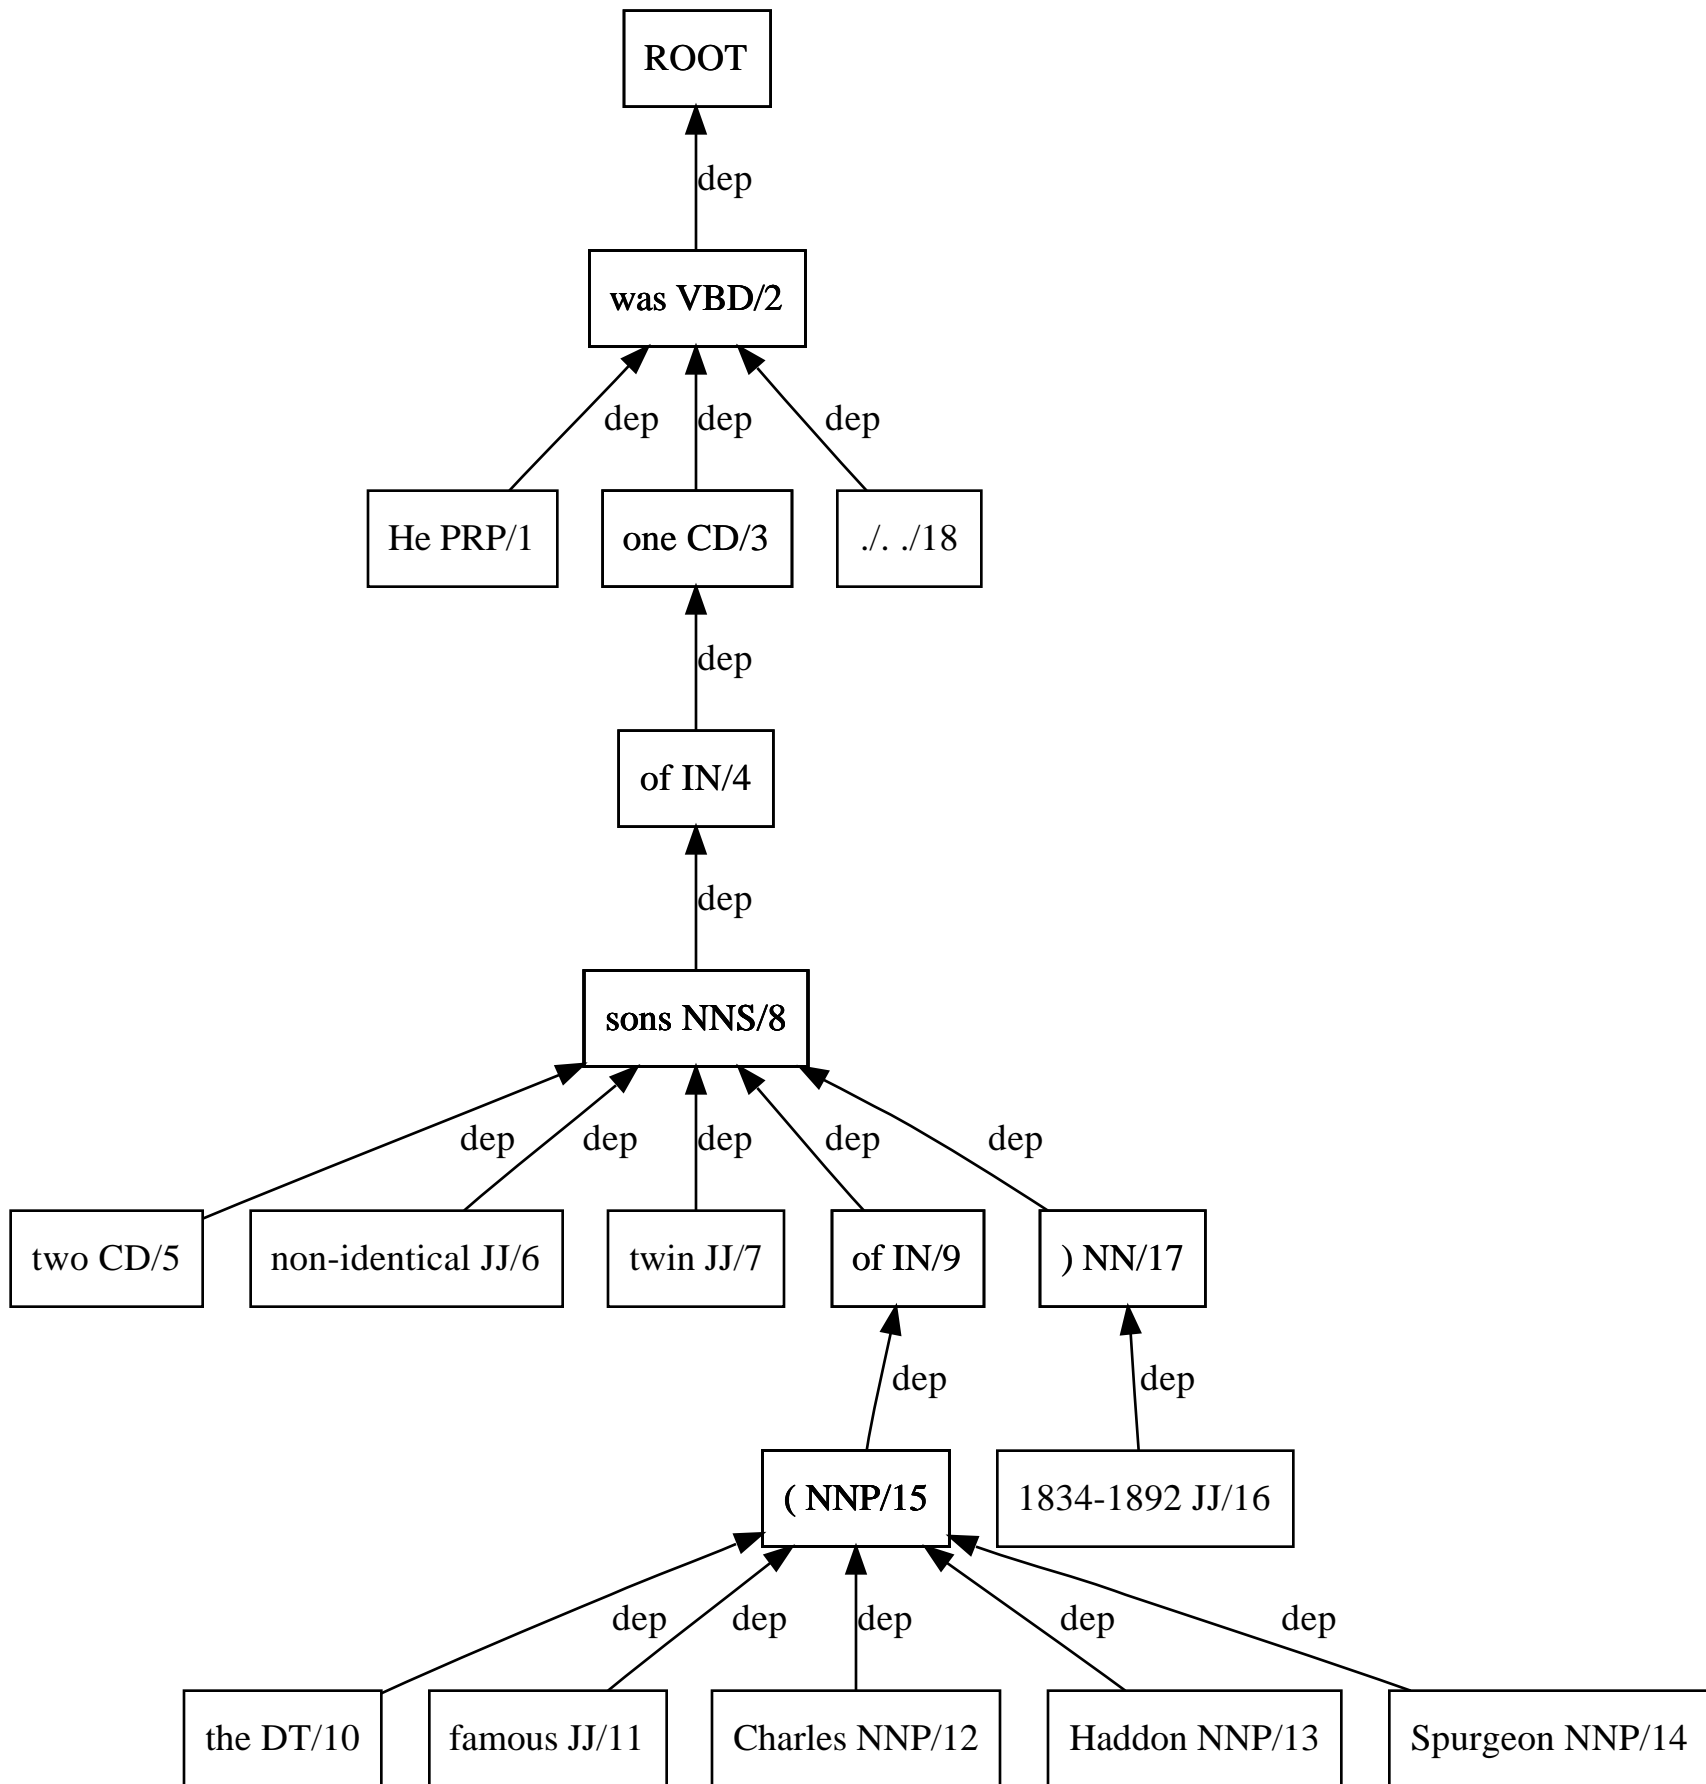 ROOT
dep
was VBD/2
dep dep dep
He PRP/1 one CD/3 ./. ./18
dep
of IN/4
dep
sons NNS/8
dep dep dep dep dep
two CD/5 non-identical JJ/6 twin JJ/7 of IN/9 ) NN/17
dep dep
( NNP/15 1834-1892 JJ/16
dep dep dep dep dep
the DT/10 famous JJ/11 Charles NNP/12 Haddon NNP/13 Spurgeon NNP/14